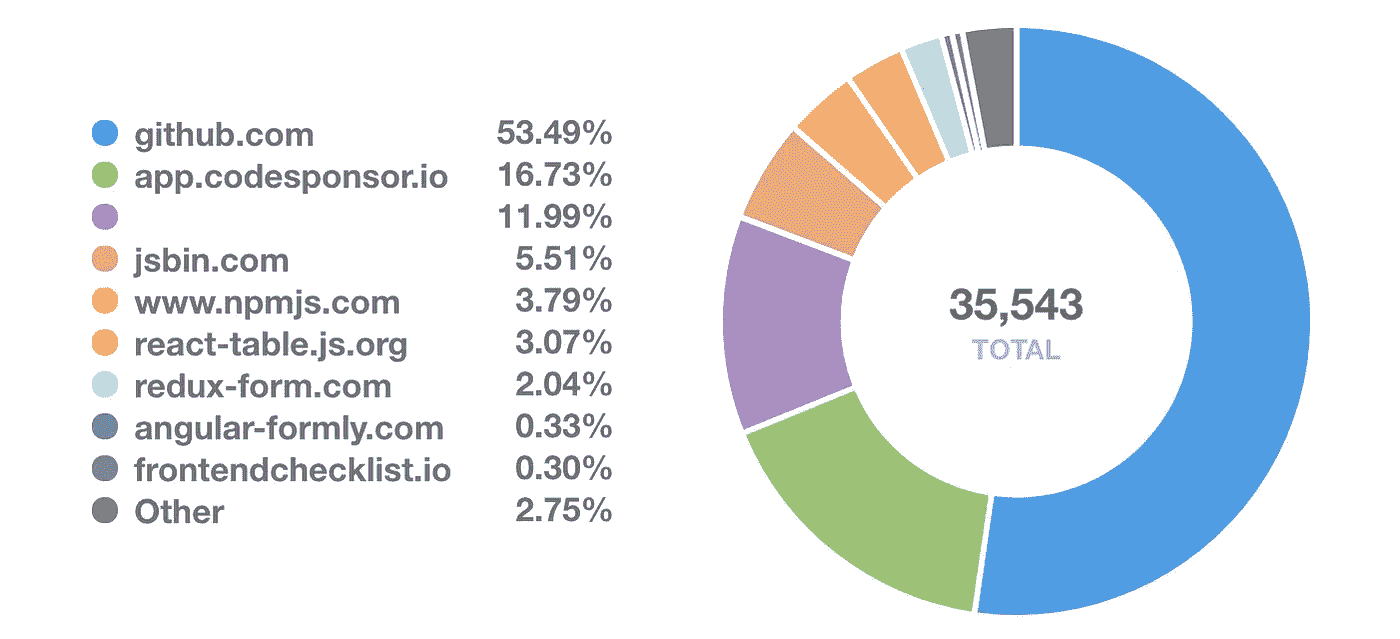 github.com 53.49%
app.codesponsor.io 16.73%
11.99%
jsbin.com 5.51%
www.npmjs.com 3.79%
react-table.js.org 3.07%
redux-form.com 2.04%
angular-formly.com 0.33%
frontendchecklist.io 0.30%
Other 2.75%
35,543
TOTAL